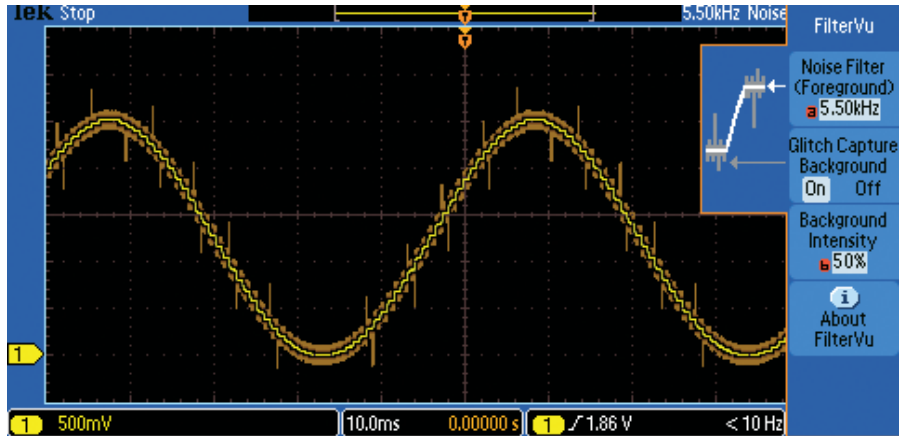 Tek Stop
5.50kHz Noise
FilterVu
Noise Filter
(Foreground)
a 5.50kHz
Glitch Capture
Background
On Off
Background
Intensity
b 50%
i
About
FilterVu
1
1 500mV
10.0ms 0.00000 s
1 1.86 V
< 10 Hz